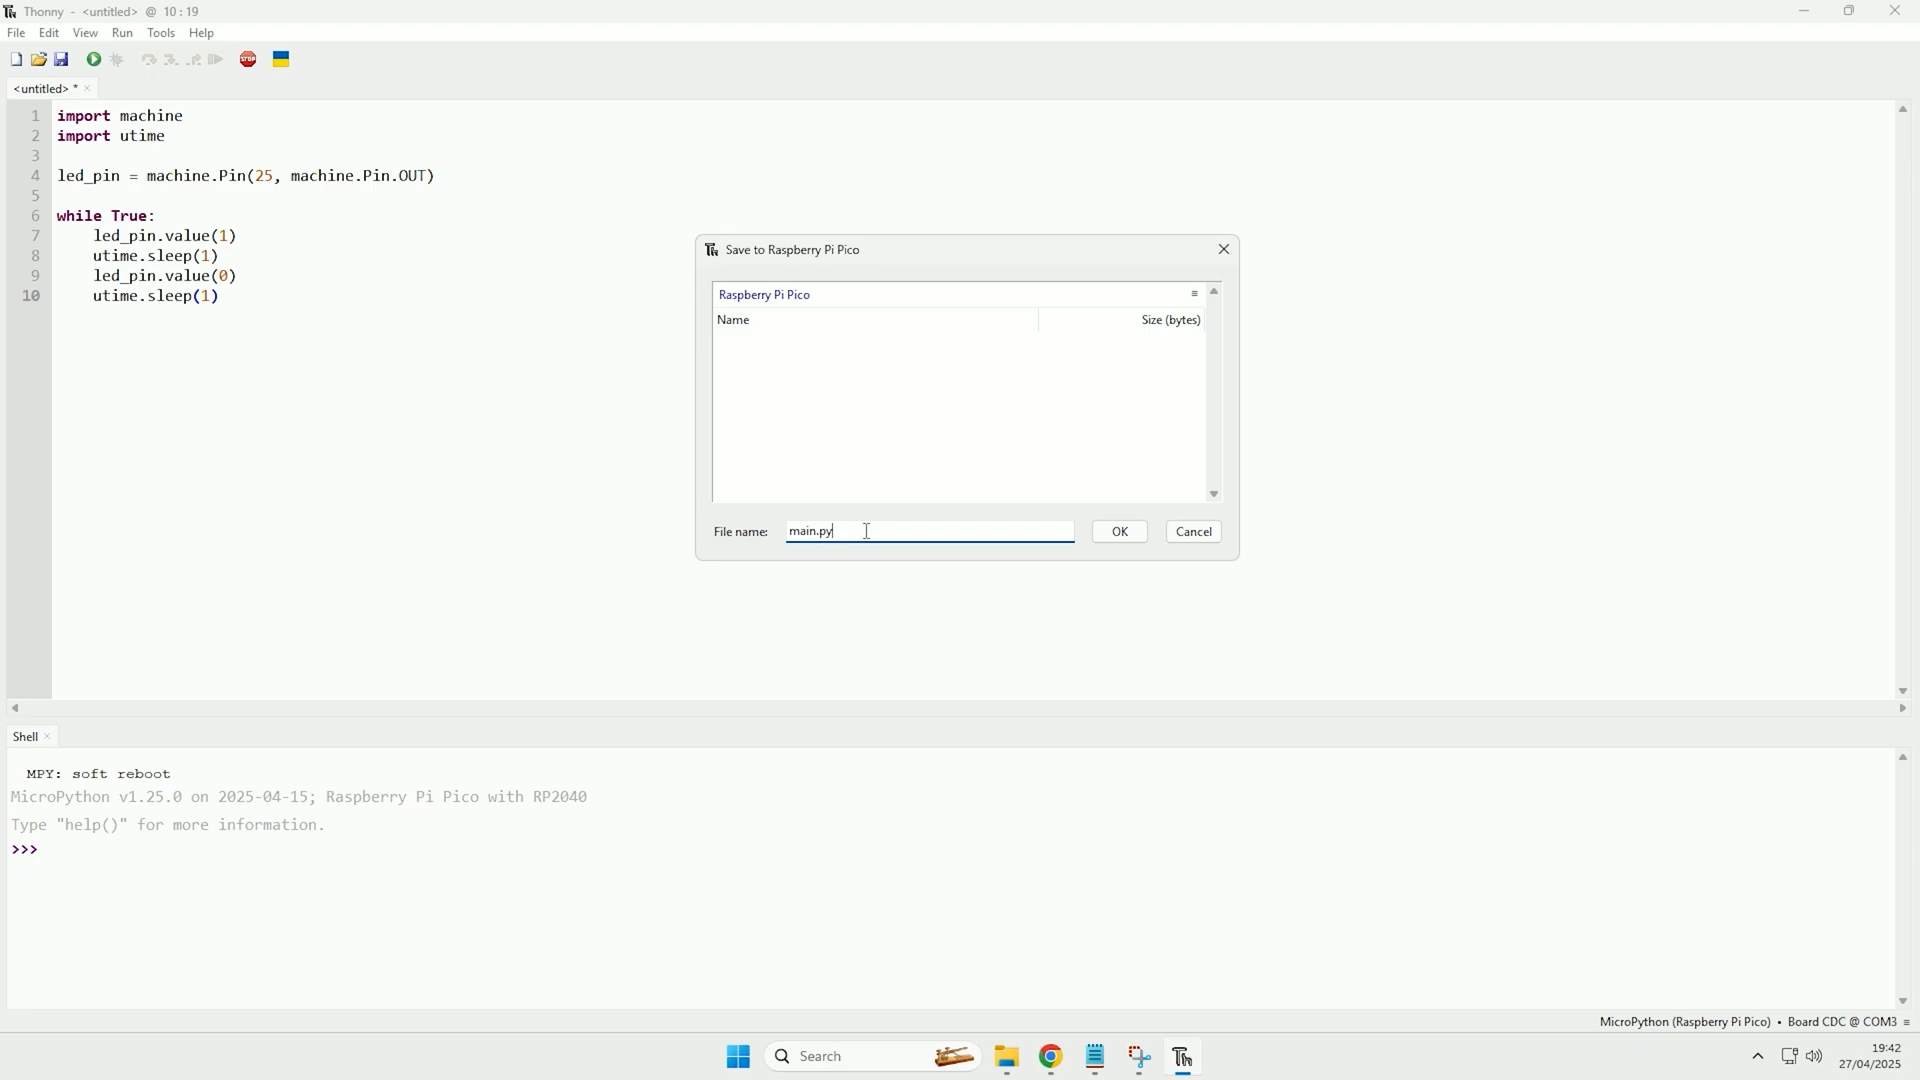 Thonny - <untitled> @ 10 : 19
File Edit View Run Tools Help
STOP
<untitled> * ×
1 import machine
2 import utime
3
4 led_pin = machine.Pin(25, machine.Pin.OUT)
5
6 while True:
7 led_pin.value(1)
8 utime.sleep(1)
9 led_pin.value(0)
10 utime.sleep(1)
Save to Raspberry Pi Pico
Raspberry Pi Pico ≡
Name Size (bytes)
File name: main.py OK Cancel
Shell ×
MPY: soft reboot
MicroPython v1.25.0 on 2025-04-15; Raspberry Pi Pico with RP2040
Type "help()" for more information.
>>>
MicroPython (Raspberry Pi Pico) • Board CDC @ COM3 ≡
Search
19:42
27/04/2025